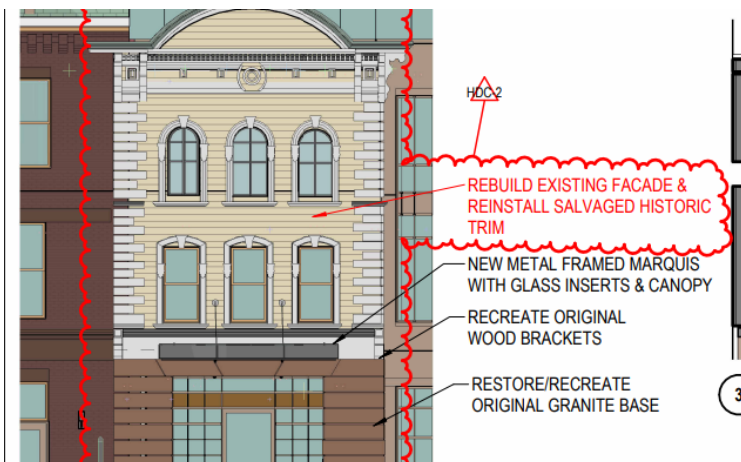 HDC-2
REBUILD EXISTING FACADE &
REINSTALL SALVAGED HISTORIC
TRIM
NEW METAL FRAMED MARQUIS
WITH GLASS INSERTS & CANOPY
RECREATE ORIGINAL
WOOD BRACKETS
RESTORE/RECREATE
ORIGINAL GRANITE BASE
3